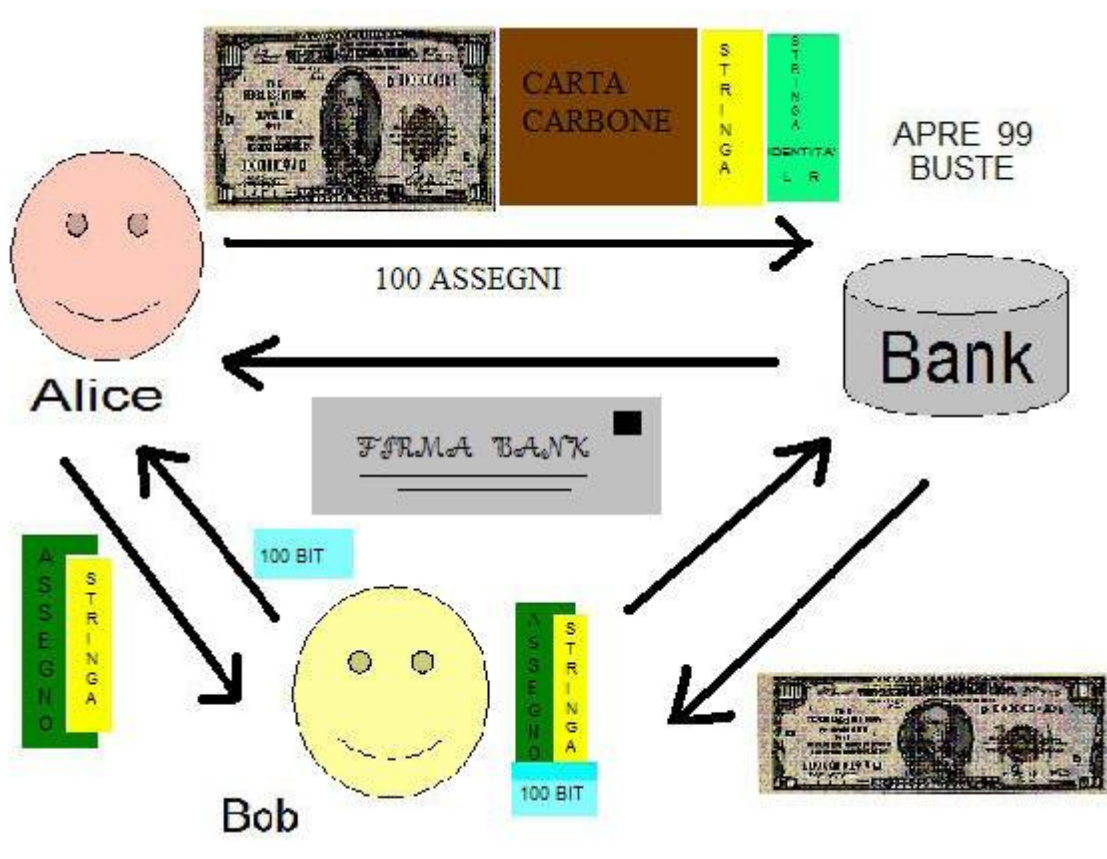 CARTA
CARBONE
STRINGA
STRINGA
IDENTITA'
L R
APRE 99
BUSTE
100 ASSEGNI
Bank
Alice
FIRMA BANK
100 BIT
ASSEGNO
STRINGA
ASSEGNO
STRINGA
100 BIT
Bob